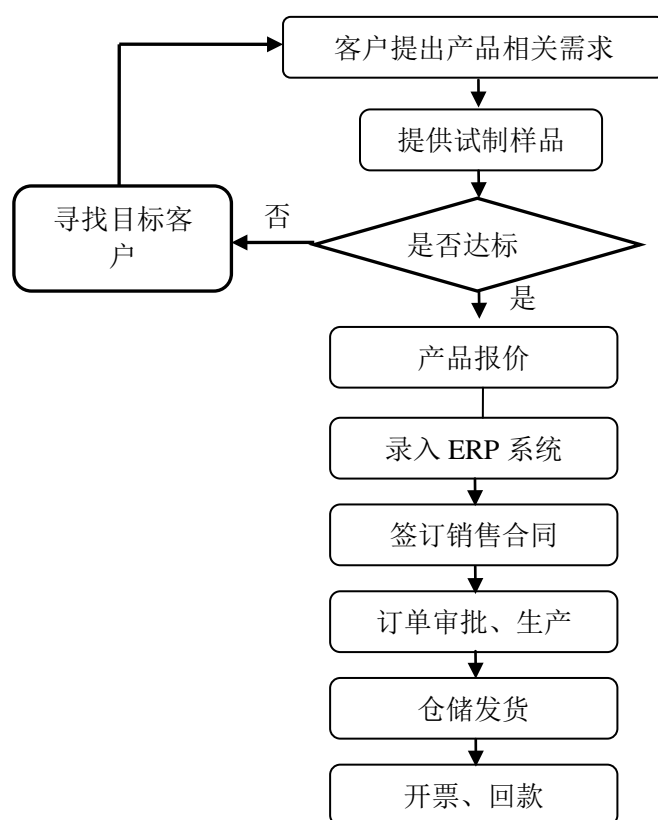 客户提出产品相关需求
提供试制样品
寻找目标客
户
否
是否达标
是
产品报价
录入 ERP 系统
签订销售合同
订单审批、生产
仓储发货
开票、回款